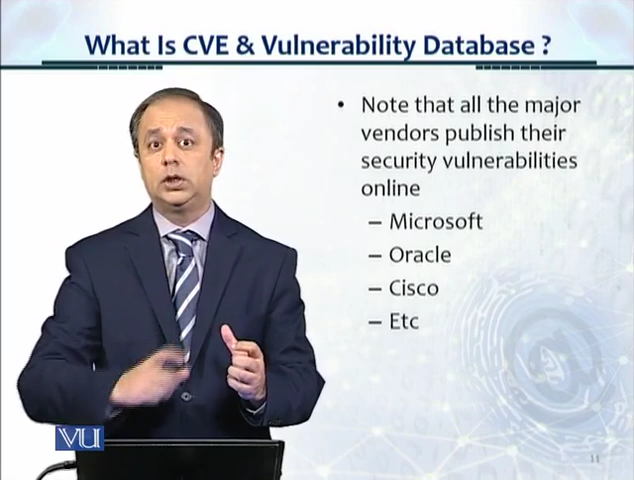 What Is CVE & Vulnerability Database ?
• Note that all the major
vendors publish their
security vulnerabilities
online
– Microsoft
– Oracle
– Cisco
– Etc
VU
11